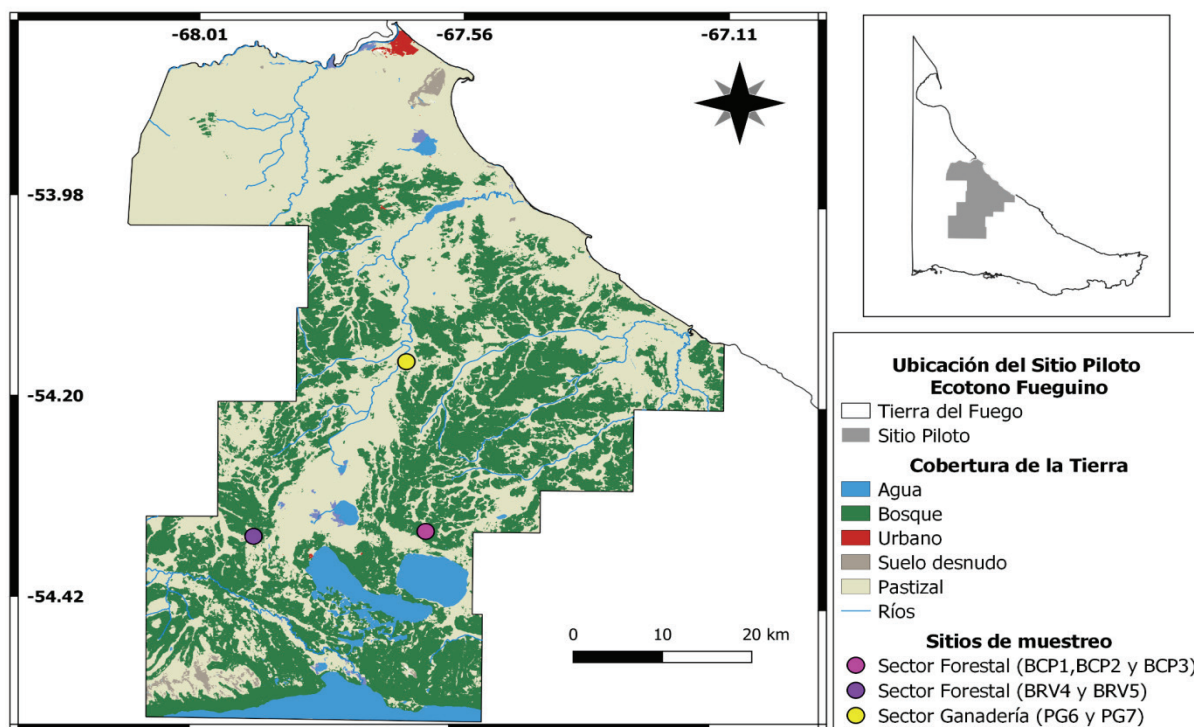 -68.01
-67.56
-67.11
-53.98
-54.20
-54.42
0
10
20 km
Ubicación del Sitio Piloto
Ecotono Fueguino
Tierra del Fuego
Sitio Piloto
Cobertura de la Tierra
Agua
Bosque
Urbano
Suelo desnudo
Pastizal
Ríos
Sitios de muestreo
Sector Forestal (BCP1,BCP2 y BCP3)
Sector Forestal (BRV4 y BRV5)
Sector Ganadería (PG6 y PG7)